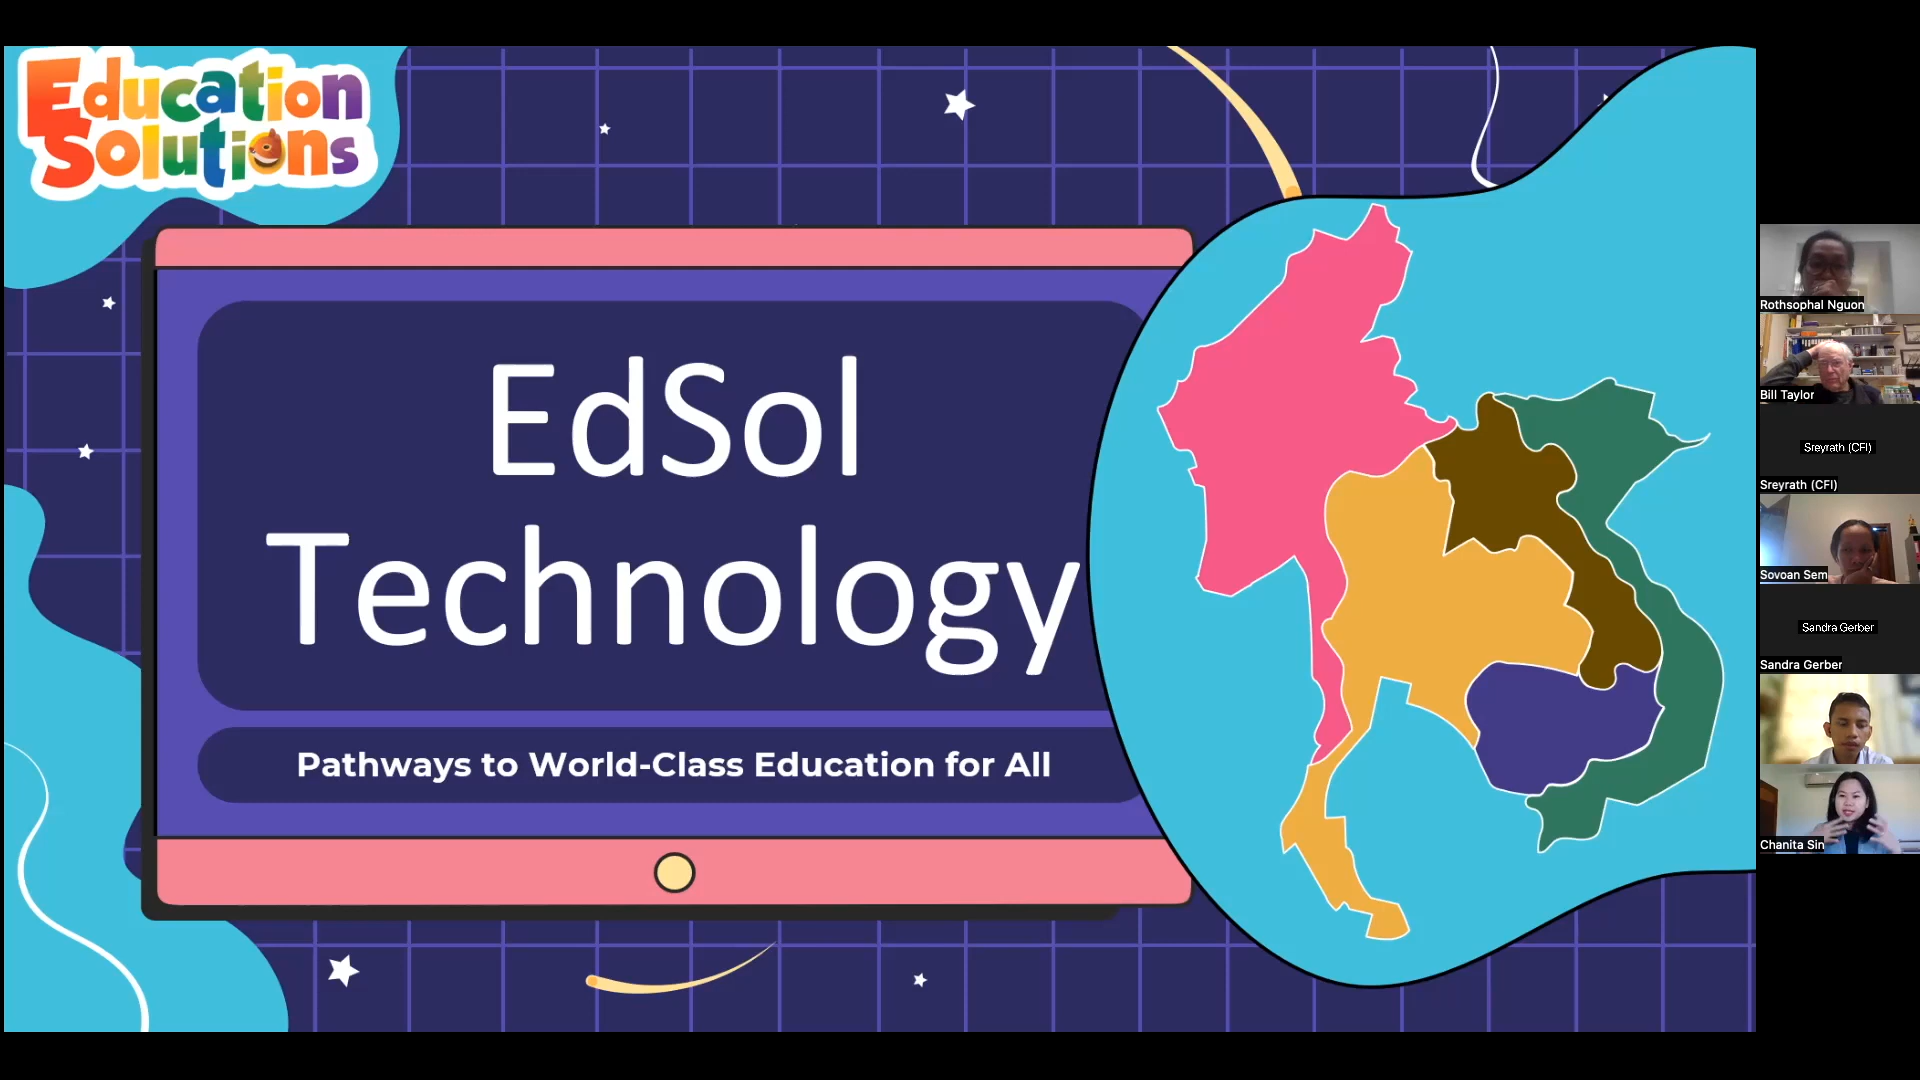 Education
Solutions
EdSol
Technology
Pathways to World-Class Education for All
Rothsophal Nguon
Bill Taylor
Sreyrath (CFI)
Sreyrath (CFI)
Sovoan Sem
Sandra Gerber
Sandra Gerber
Chanita Sin